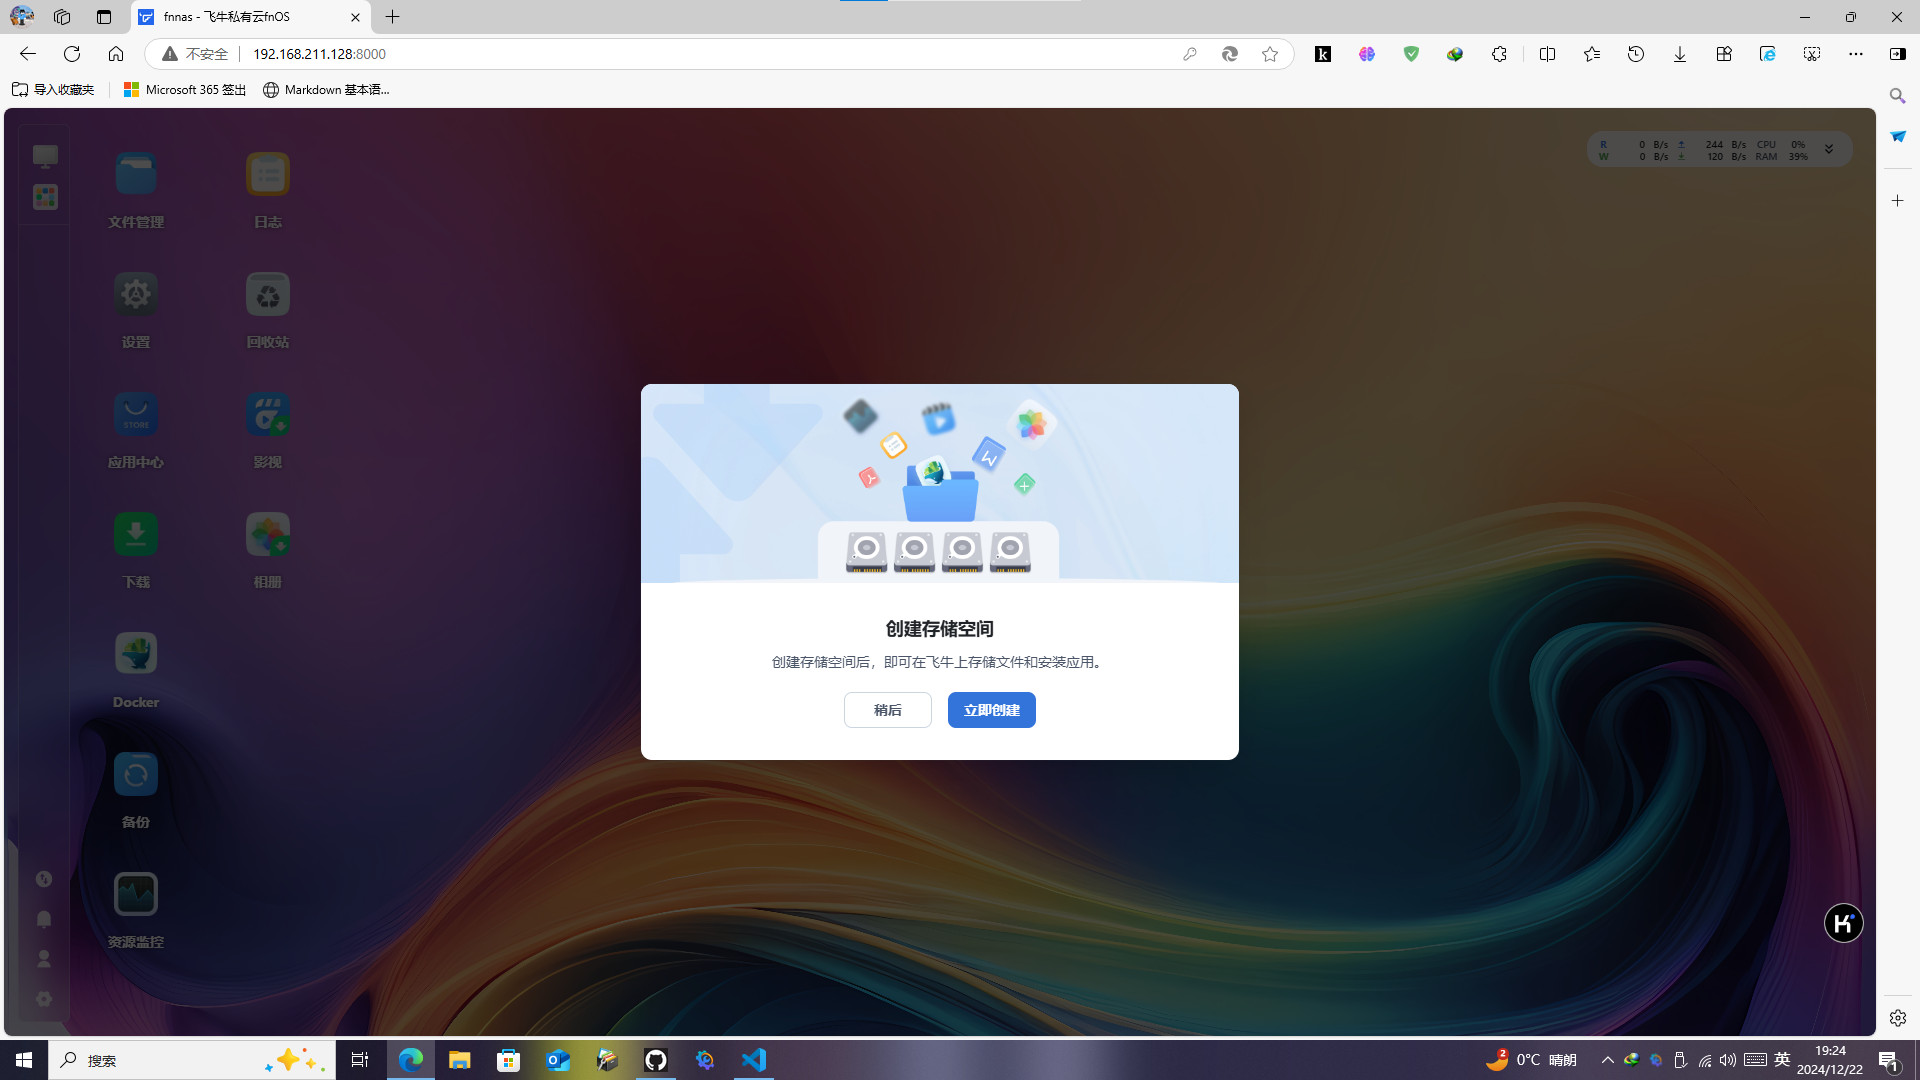 fnnas - 飞牛私有云fnOS
不安全
192.168.211.128:8000
导入收藏夹
Microsoft 365 签出
Markdown 基本语...
R 0 B/s 244 B/s CPU 0%
W 0 B/s 120 B/s RAM 39%
文件管理
日志
设置
回收站
STORE
应用中心
影视
下载
相册
Docker
备份
资源监控
创建存储空间
创建存储空间后，即可在飞牛上存储文件和安装应用。
稍后
立即创建
搜索
2
0°C 晴朗
英
19:24
2024/12/22
1